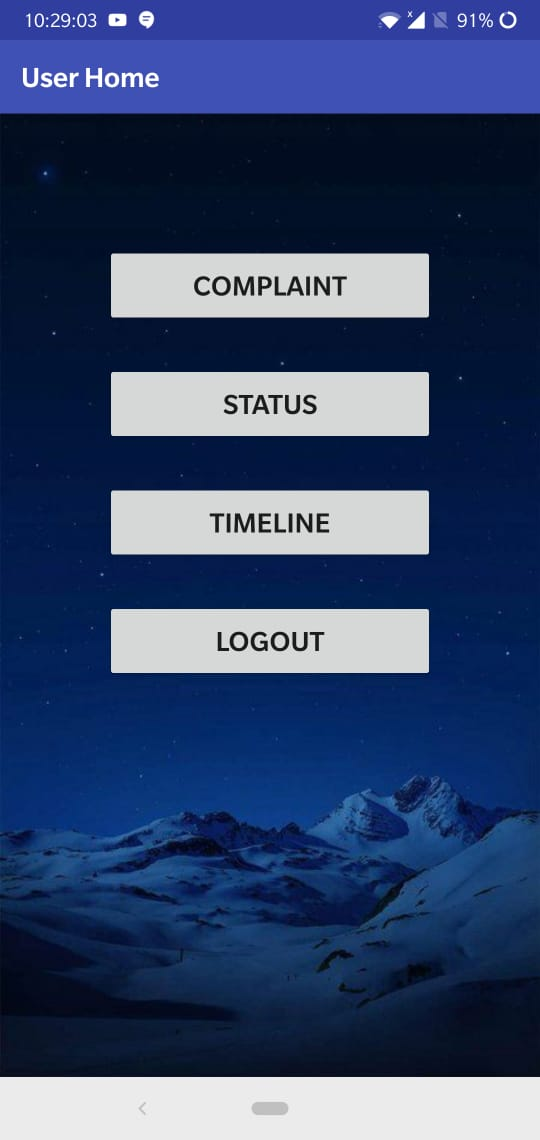 10:29:03
91%
User Home
COMPLAINT
STATUS
TIMELINE
LOGOUT